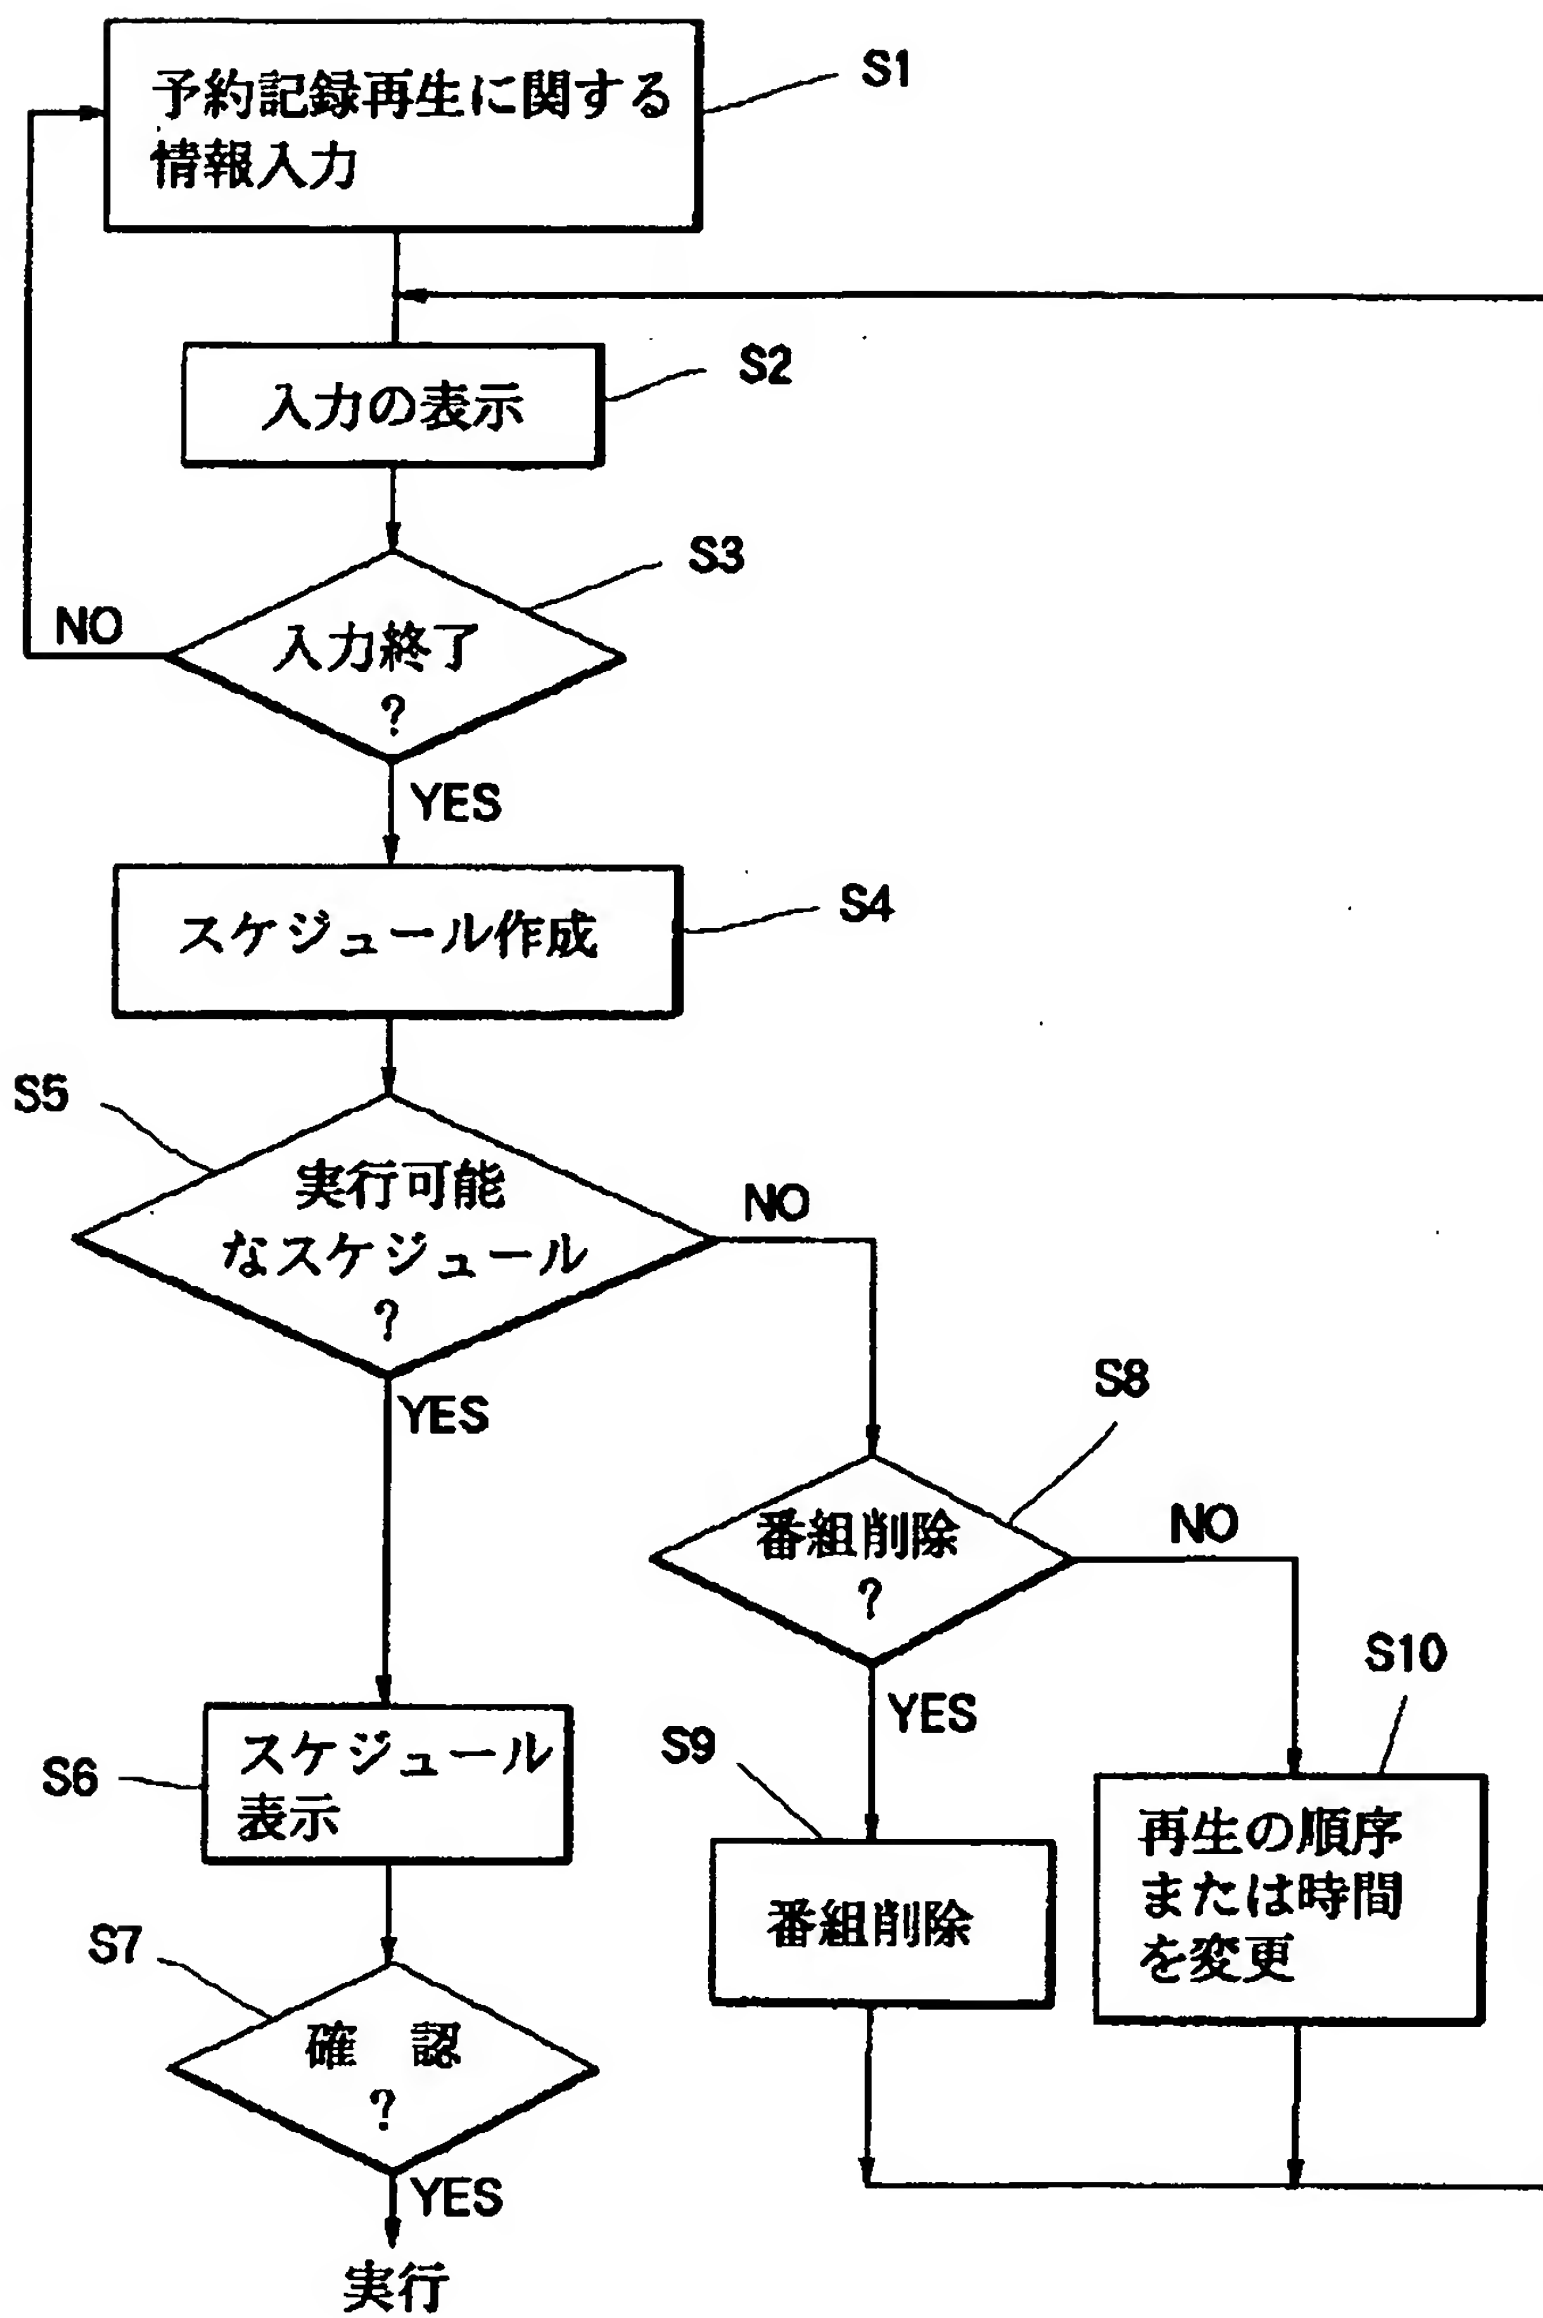 予約記録再生に関する
情報入力
S1
入力の表示
S2
入力終了
?
S3
NO
YES
スケジュール作成
S4
S5
実行可能
なスケジュール
?
NO
YES
S8
番組削除
?
NO
YES
S6
スケジュール
表示
S9
番組削除
S10
再生の順序
または時間
を変更
S7
確 認
?
YES
実行